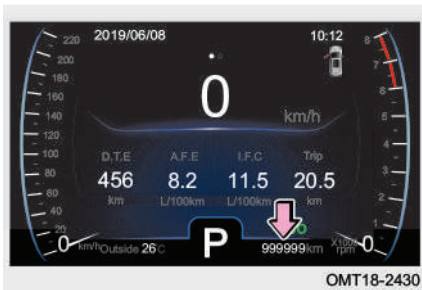 2019/06/08 10:12
220
200
180
160
140
120
100
80
60
40
20
0
km/h
8
7
6
5
4
3
2
1
0
X1000
rpm
0
km/h
D.T.E A.F.E I.F.C Trip
456 8.2 11.5 20.5
km L/100km L/100km km
Outside 26°C P 999999km
OMT18-2430